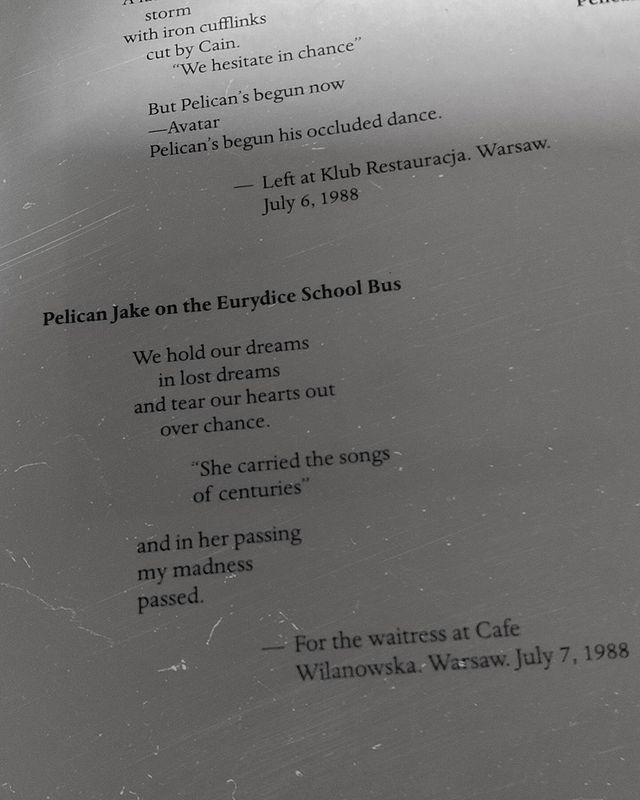 storm
with iron cufflinks
cut by Cain.
“We hesitate in chance”
But Pelican’s begun now
—Avatar
Pelican’s begun his occluded dance.
— Left at Klub Restauracja. Warsaw.
July 6, 1988
Pelican Jake on the Eurydice School Bus
We hold our dreams
in lost dreams
and tear our hearts out
over chance.
“She carried the songs
of centuries”
and in her passing
my madness
passed.
— For the waitress at Cafe
Wilanowska. Warsaw. July 7, 1988